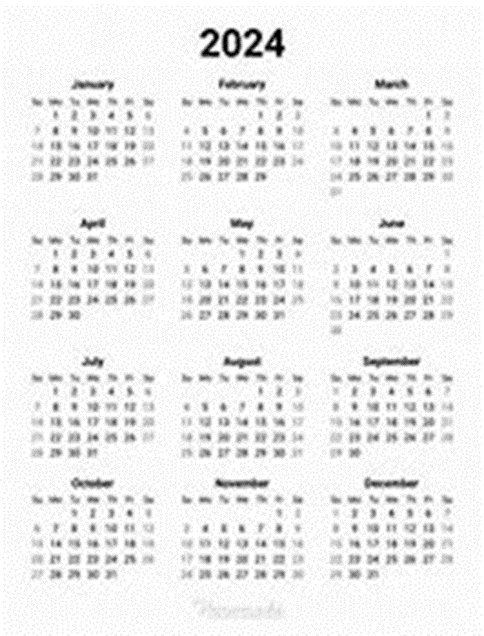 2024
January
Su Mo Tu We Th Fr Sa
1 2 3 4 5 6
7 8 9 10 11 12 13
14 15 16 17 18 19 20
21 22 23 24 25 26 27
28 29 30 31
February
Su Mo Tu We Th Fr Sa
1 2 3
4 5 6 7 8 9 10
11 12 13 14 15 16 17
18 19 20 21 22 23 24
25 26 27 28 29
March
Su Mo Tu We Th Fr Sa
1 2
3 4 5 6 7 8 9
10 11 12 13 14 15 16
17 18 19 20 21 22 23
24 25 26 27 28 29 30
31
April
Su Mo Tu We Th Fr Sa
1 2 3 4 5 6
7 8 9 10 11 12 13
14 15 16 17 18 19 20
21 22 23 24 25 26 27
28 29 30
May
Su Mo Tu We Th Fr Sa
1 2 3 4
5 6 7 8 9 10 11
12 13 14 15 16 17 18
19 20 21 22 23 24 25
26 27 28 29 30 31
June
Su Mo Tu We Th Fr Sa
1
2 3 4 5 6 7 8
9 10 11 12 13 14 15
16 17 18 19 20 21 22
23 24 25 26 27 28 29
30
July
Su Mo Tu We Th Fr Sa
1 2 3 4 5 6
7 8 9 10 11 12 13
14 15 16 17 18 19 20
21 22 23 24 25 26 27
28 29 30 31
August
Su Mo Tu We Th Fr Sa
1 2 3
4 5 6 7 8 9 10
11 12 13 14 15 16 17
18 19 20 21 22 23 24
25 26 27 28 29 30 31
September
Su Mo Tu We Th Fr Sa
1 2 3 4 5 6 7
8 9 10 11 12 13 14
15 16 17 18 19 20 21
22 23 24 25 26 27 28
29 30
October
Su Mo Tu We Th Fr Sa
1 2 3 4 5
6 7 8 9 10 11 12
13 14 15 16 17 18 19
20 21 22 23 24 25 26
27 28 29 30 31
November
Su Mo Tu We Th Fr Sa
1 2
3 4 5 6 7 8 9
10 11 12 13 14 15 16
17 18 19 20 21 22 23
24 25 26 27 28 29 30
December
Su Mo Tu We Th Fr Sa
1 2 3 4 5 6 7
8 9 10 11 12 13 14
15 16 17 18 19 20 21
22 23 24 25 26 27 28
29 30 31